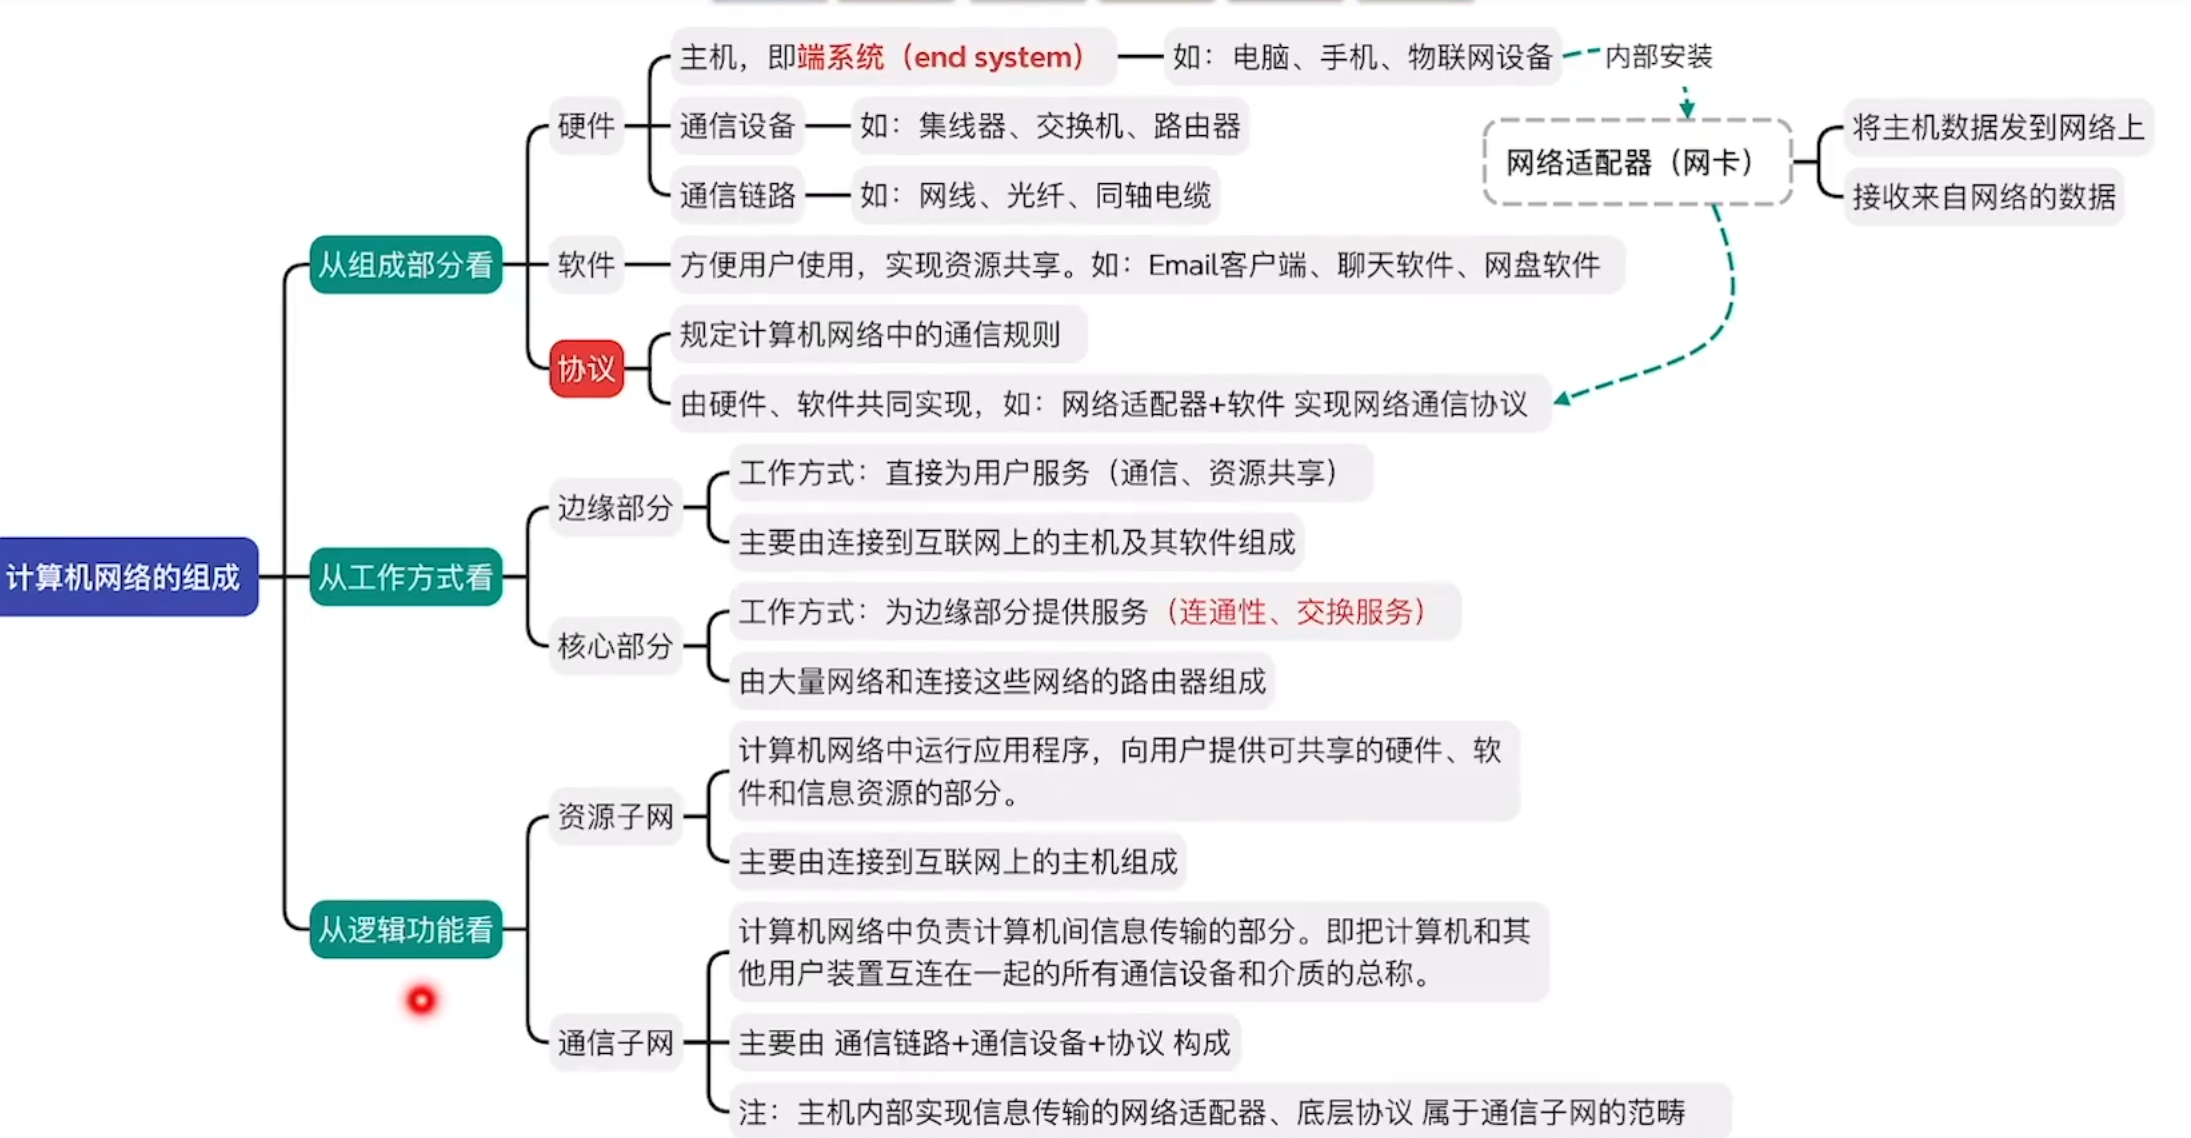 计算机网络的组成
从组成部分看
硬件
主机，即端系统（end system）
如：电脑、手机、物联网设备
内部安装
网络适配器（网卡）
将主机数据发到网络上
接收来自网络的数据
通信设备
如：集线器、交换机、路由器
通信链路
如：网线、光纤、同轴电缆
软件
方便用户使用，实现资源共享。如：Email客户端、聊天软件、网盘软件
协议
规定计算机网络中的通信规则
由硬件、软件共同实现，如：网络适配器+软件 实现网络通信协议
从工作方式看
边缘部分
工作方式：直接为用户服务（通信、资源共享）
主要由连接到互联网上的主机及其软件组成
核心部分
工作方式：为边缘部分提供服务（连通性、交换服务）
由大量网络和连接这些网络的路由器组成
从逻辑功能看
资源子网
计算机网络中运行应用程序，向用户提供可共享的硬件、软
件和信息资源的部分。
主要由连接到互联网上的主机组成
通信子网
计算机网络中负责计算机间信息传输的部分。即把计算机和其
他用户装置互连在一起的所有通信设备和介质的总称。
主要由 通信链路+通信设备+协议 构成
注：主机内部实现信息传输的网络适配器、底层协议 属于通信子网的范畴